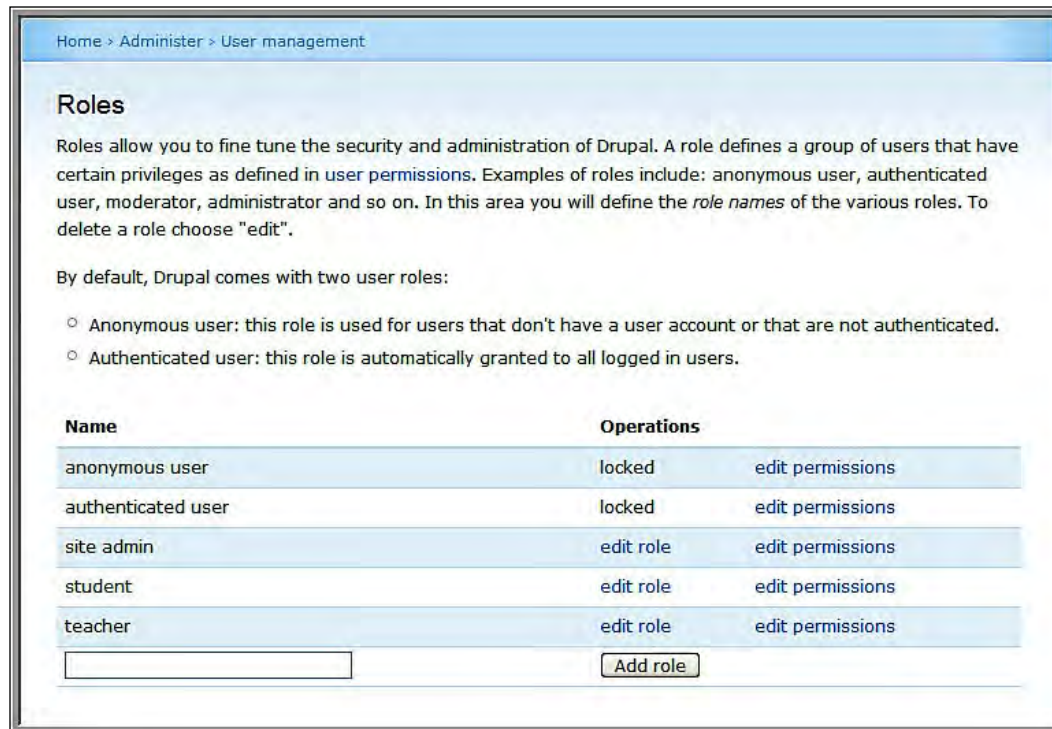 Home > Administer > User management
Roles
Roles allow you to fine tune the security and administration of Drupal. A role defines a group of users that have
certain privileges as defined in user permissions. Examples of roles include: anonymous user, authenticated
user, moderator, administrator and so on. In this area you will define the role names of the various roles. To
delete a role choose "edit".
By default, Drupal comes with two user roles:
Anonymous user: this role is used for users that don't have a user account or that are not authenticated.
Authenticated user: this role is automatically granted to all logged in users.
Name Operations
anonymous user locked edit permissions
authenticated user locked edit permissions
site admin edit role edit permissions
student edit role edit permissions
teacher edit role edit permissions
Add role